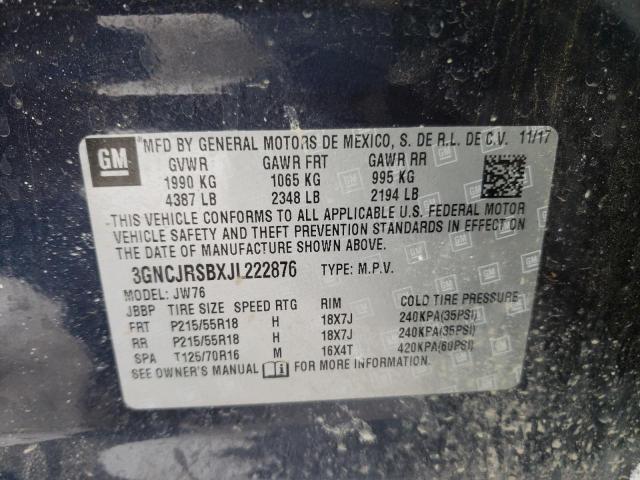 GM
MFD BY GENERAL MOTORS DE MEXICO, S. DE R.L. DE C.V. 11/17
GVWR GAWR FRT GAWR RR
1990 KG 1065 KG 995 KG
4387 LB 2348 LB 2194 LB
THIS VEHICLE CONFORMS TO ALL APPLICABLE U.S. FEDERAL MOTOR
VEHICLE SAFETY AND THEFT PREVENTION STANDARDS IN EFFECT ON
THE DATE OF MANUFACTURE SHOWN ABOVE.
3GNCJRSBXJL222876 TYPE: M.P.V.
MODEL: JW76
JBBP TIRE SIZE SPEED RTG RIM COLD TIRE PRESSURE
FRT P215/55R18 H 18X7J 240KPA(35PSI)
RR P215/55R18 H 18X7J 240KPA(35PSI)
SPA T125/70R16 M 16X4T 420KPA(60PSI)
SEE OWNER'S MANUAL FOR MORE INFORMATION.